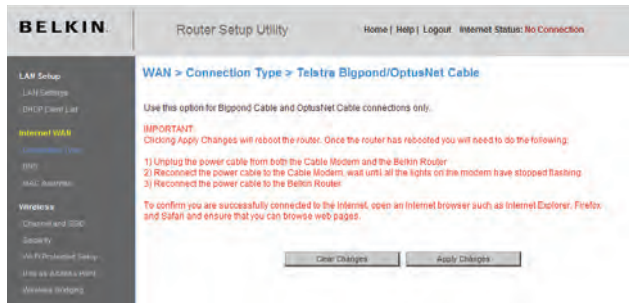 BELKIN
Router Setup Utility
Home | Help | Logout Internet Status: No Connection
LAN Setup
LAN Settings
DHCP Client List
Internet WAN
Connection Type
DNS
MAC Address
Wireless
Channel and SSID
Security
Wi-Fi Protected Setup
Use as Access Point
Wireless Bridging
WAN > Connection Type > Telstra Bigpond/OptusNet Cable
Use this option for Bigpond Cable and OptusNet Cable connections only.
IMPORTANT
Clicking Apply Changes will reboot the router. Once the router has rebooted you will need to do the following:
1) Unplug the power cable from both the Cable Modem and the Belkin Router
2) Reconnect the power cable to the Cable Modem, wait until all the lights on the modem have stopped flashing
3) Reconnect the power cable to the Belkin Router
To confirm you are successfully connected to the Internet, open an Internet browser such as Internet Explorer, Firefox
and Safari and ensure that you can browse web pages.
Clear Changes
Apply Changes